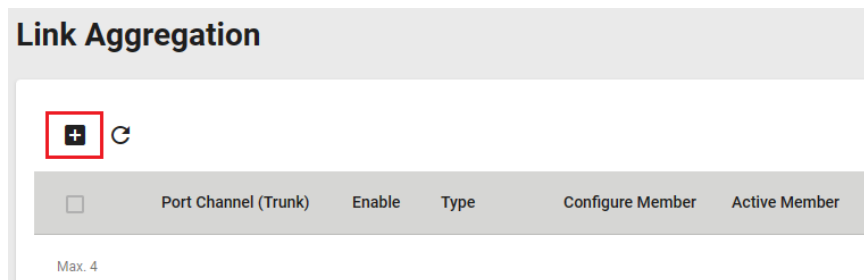 Link Aggregation
Port Channel (Trunk) Enable Type Configure Member Active Member
Max. 4